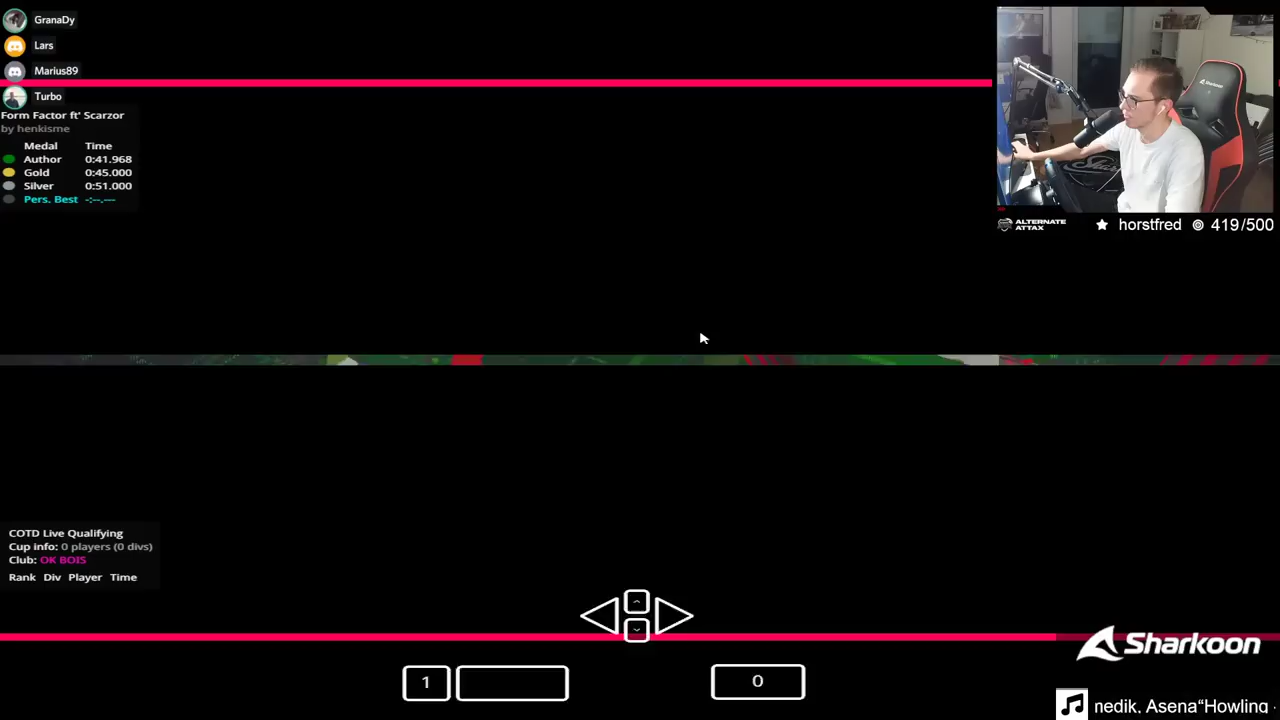 GranaDy
Lars
Marius89
Turbo
Form Factor ft' Scarzor
by henkisme
Medal Time
Author 0:41.968
Gold 0:45.000
Silver 0:51.000
Pers. Best -:--.---
Sharkoon
ALTERNATE
ATTAX
horstfred 419/500
COTD Live Qualifying
Cup info: 0 players (0 divs)
Club: OK BOIS
Rank Div Player Time
Sharkoon
1
0
nedik, Asena“Howling